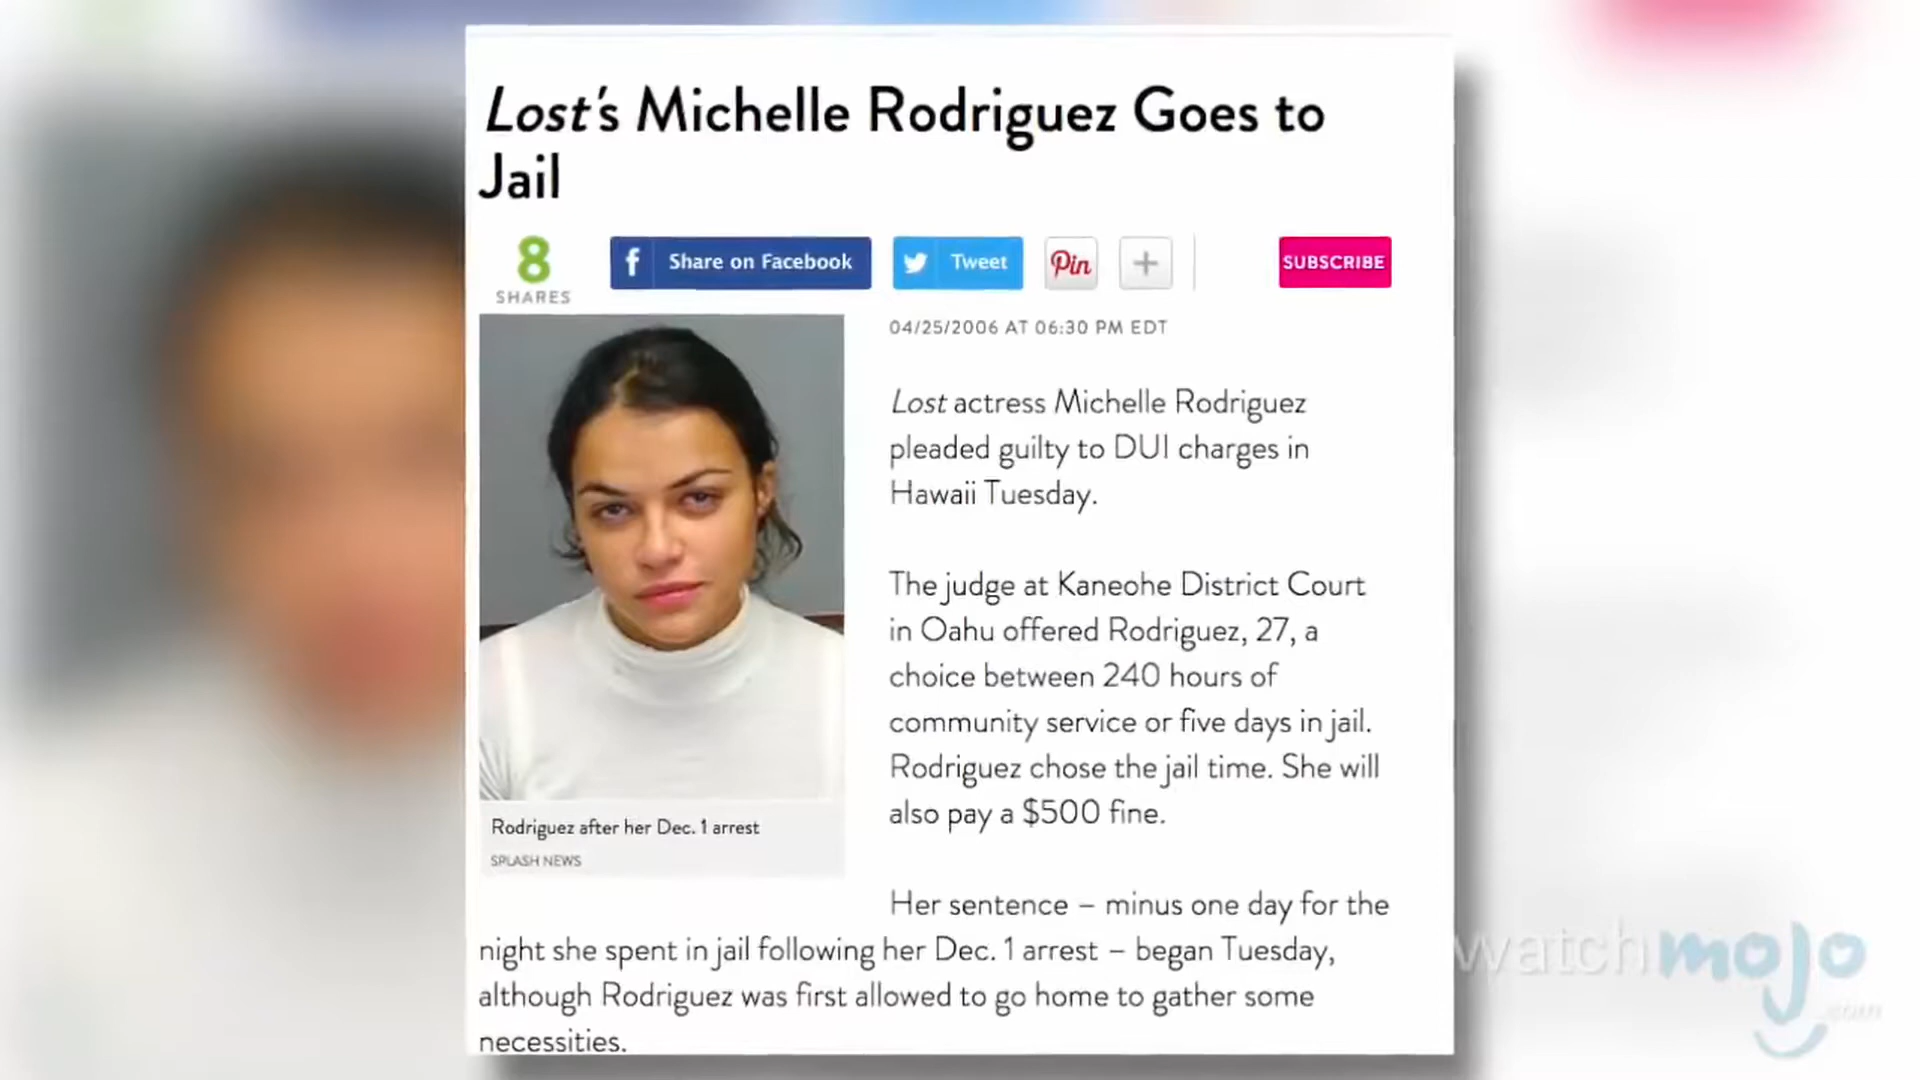 Lost's Michelle Rodriguez Goes to
Jail
8
SHARES
f Share on Facebook
Tweet
Pin
+
SUBSCRIBE
04/25/2006 AT 06:30 PM EDT
Lost actress Michelle Rodriguez
pleaded guilty to DUI charges in
Hawaii Tuesday.
The judge at Kaneohe District Court
in Oahu offered Rodriguez, 27, a
choice between 240 hours of
community service or five days in jail.
Rodriguez chose the jail time. She will
also pay a $500 fine.
Rodriguez after her Dec. 1 arrest
SPLASH NEWS
Her sentence – minus one day for the
night she spent in jail following her Dec. 1 arrest – began Tuesday,
although Rodriguez was first allowed to go home to gather some
necessities.
watchmojo
.com